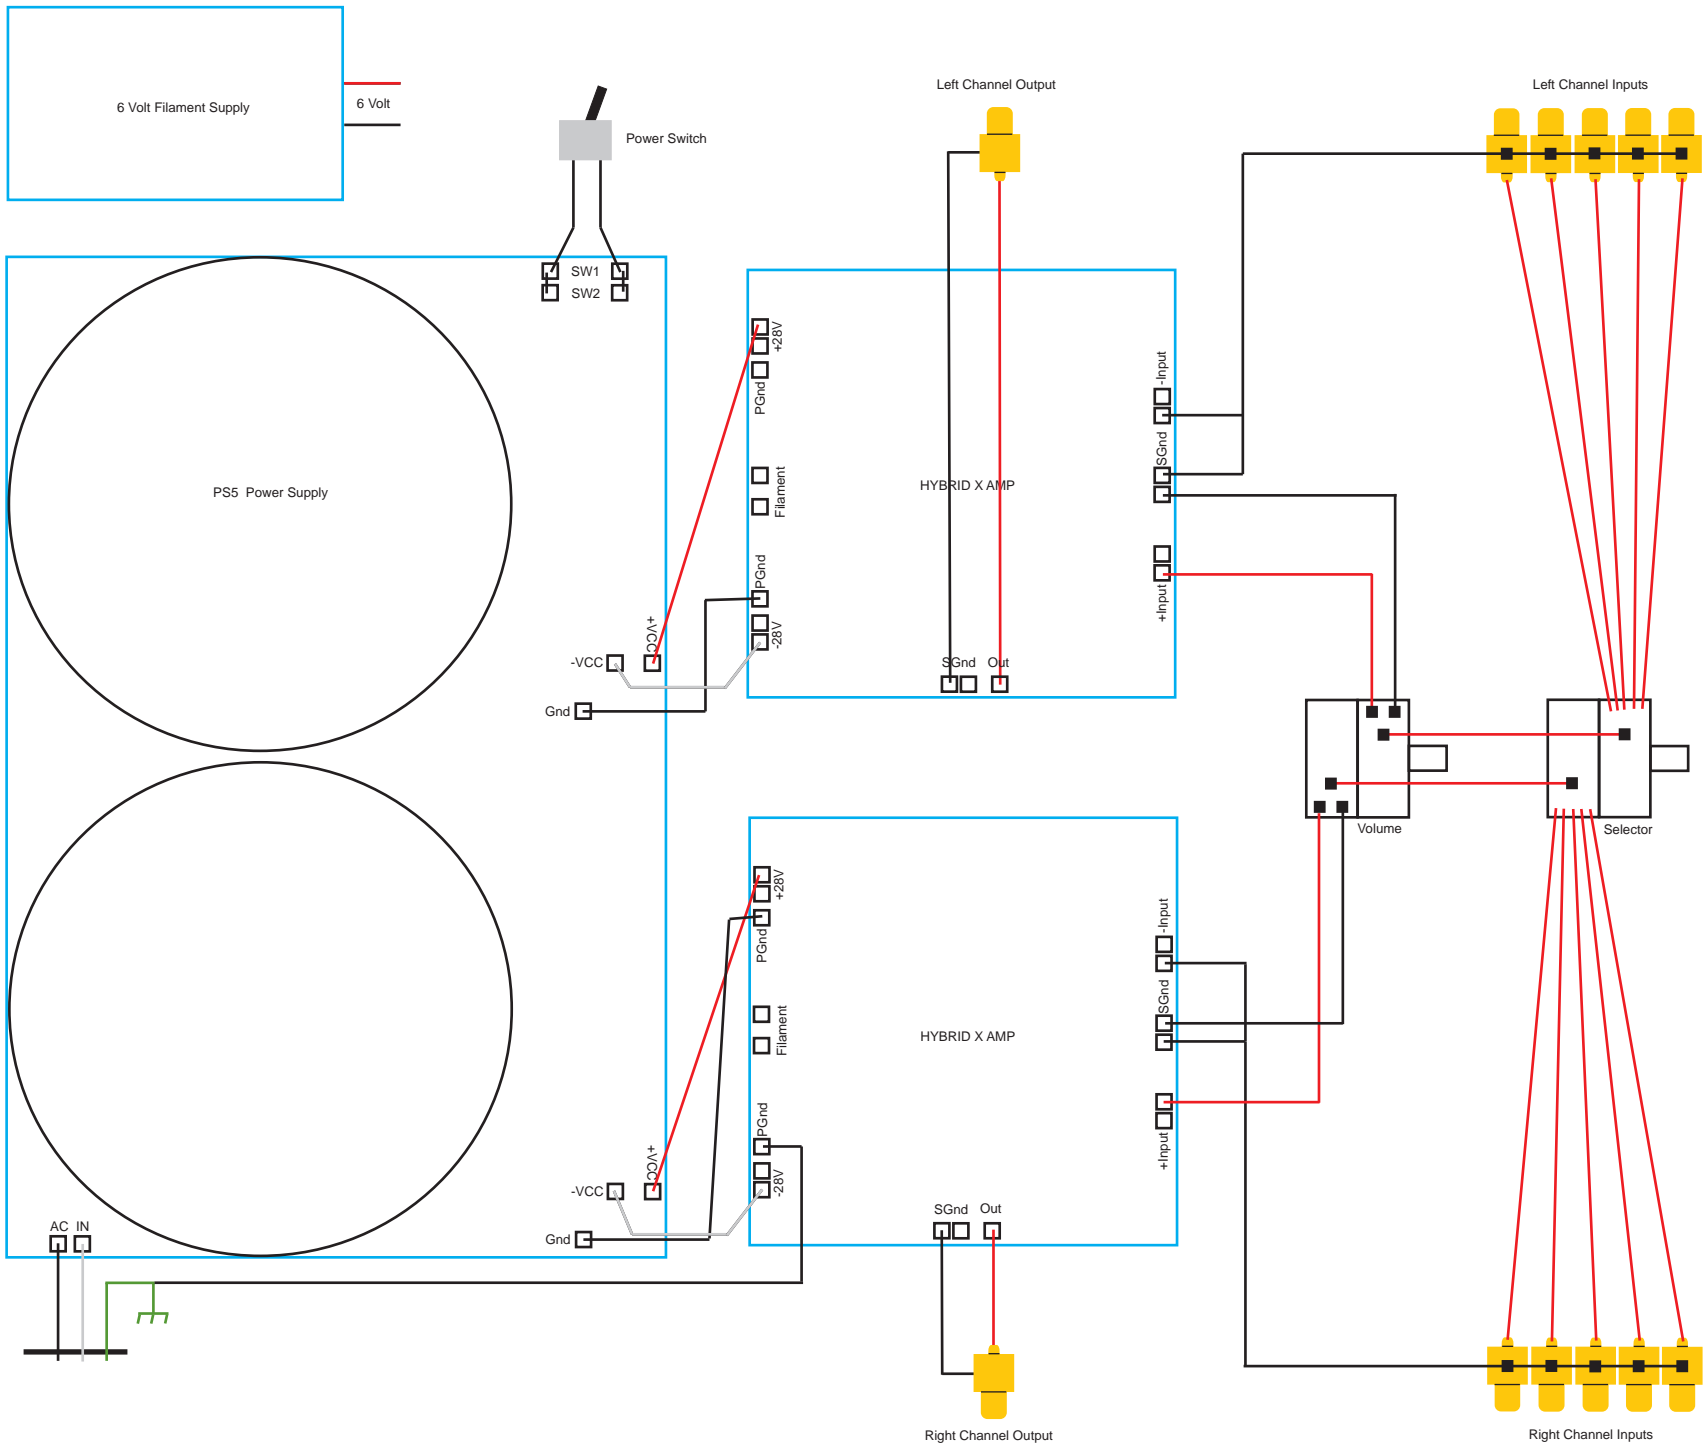 6 Volt Filament Supply
6 Volt
Power Switch
Left Channel Output
Left Channel Inputs
SW1
SW2
PS5 Power Supply
+28V
PGnd
Filament
PGnd
-28V
HYBRID X AMP
-Input
SGnd
+Input
SGnd Out
+VCC
-VCC
Gnd
Volume
Selector
+28V
PGnd
Filament
PGnd
-28V
HYBRID X AMP
-Input
SGnd
+Input
SGnd Out
+VCC
-VCC
Gnd
AC IN
Right Channel Output
Right Channel Inputs